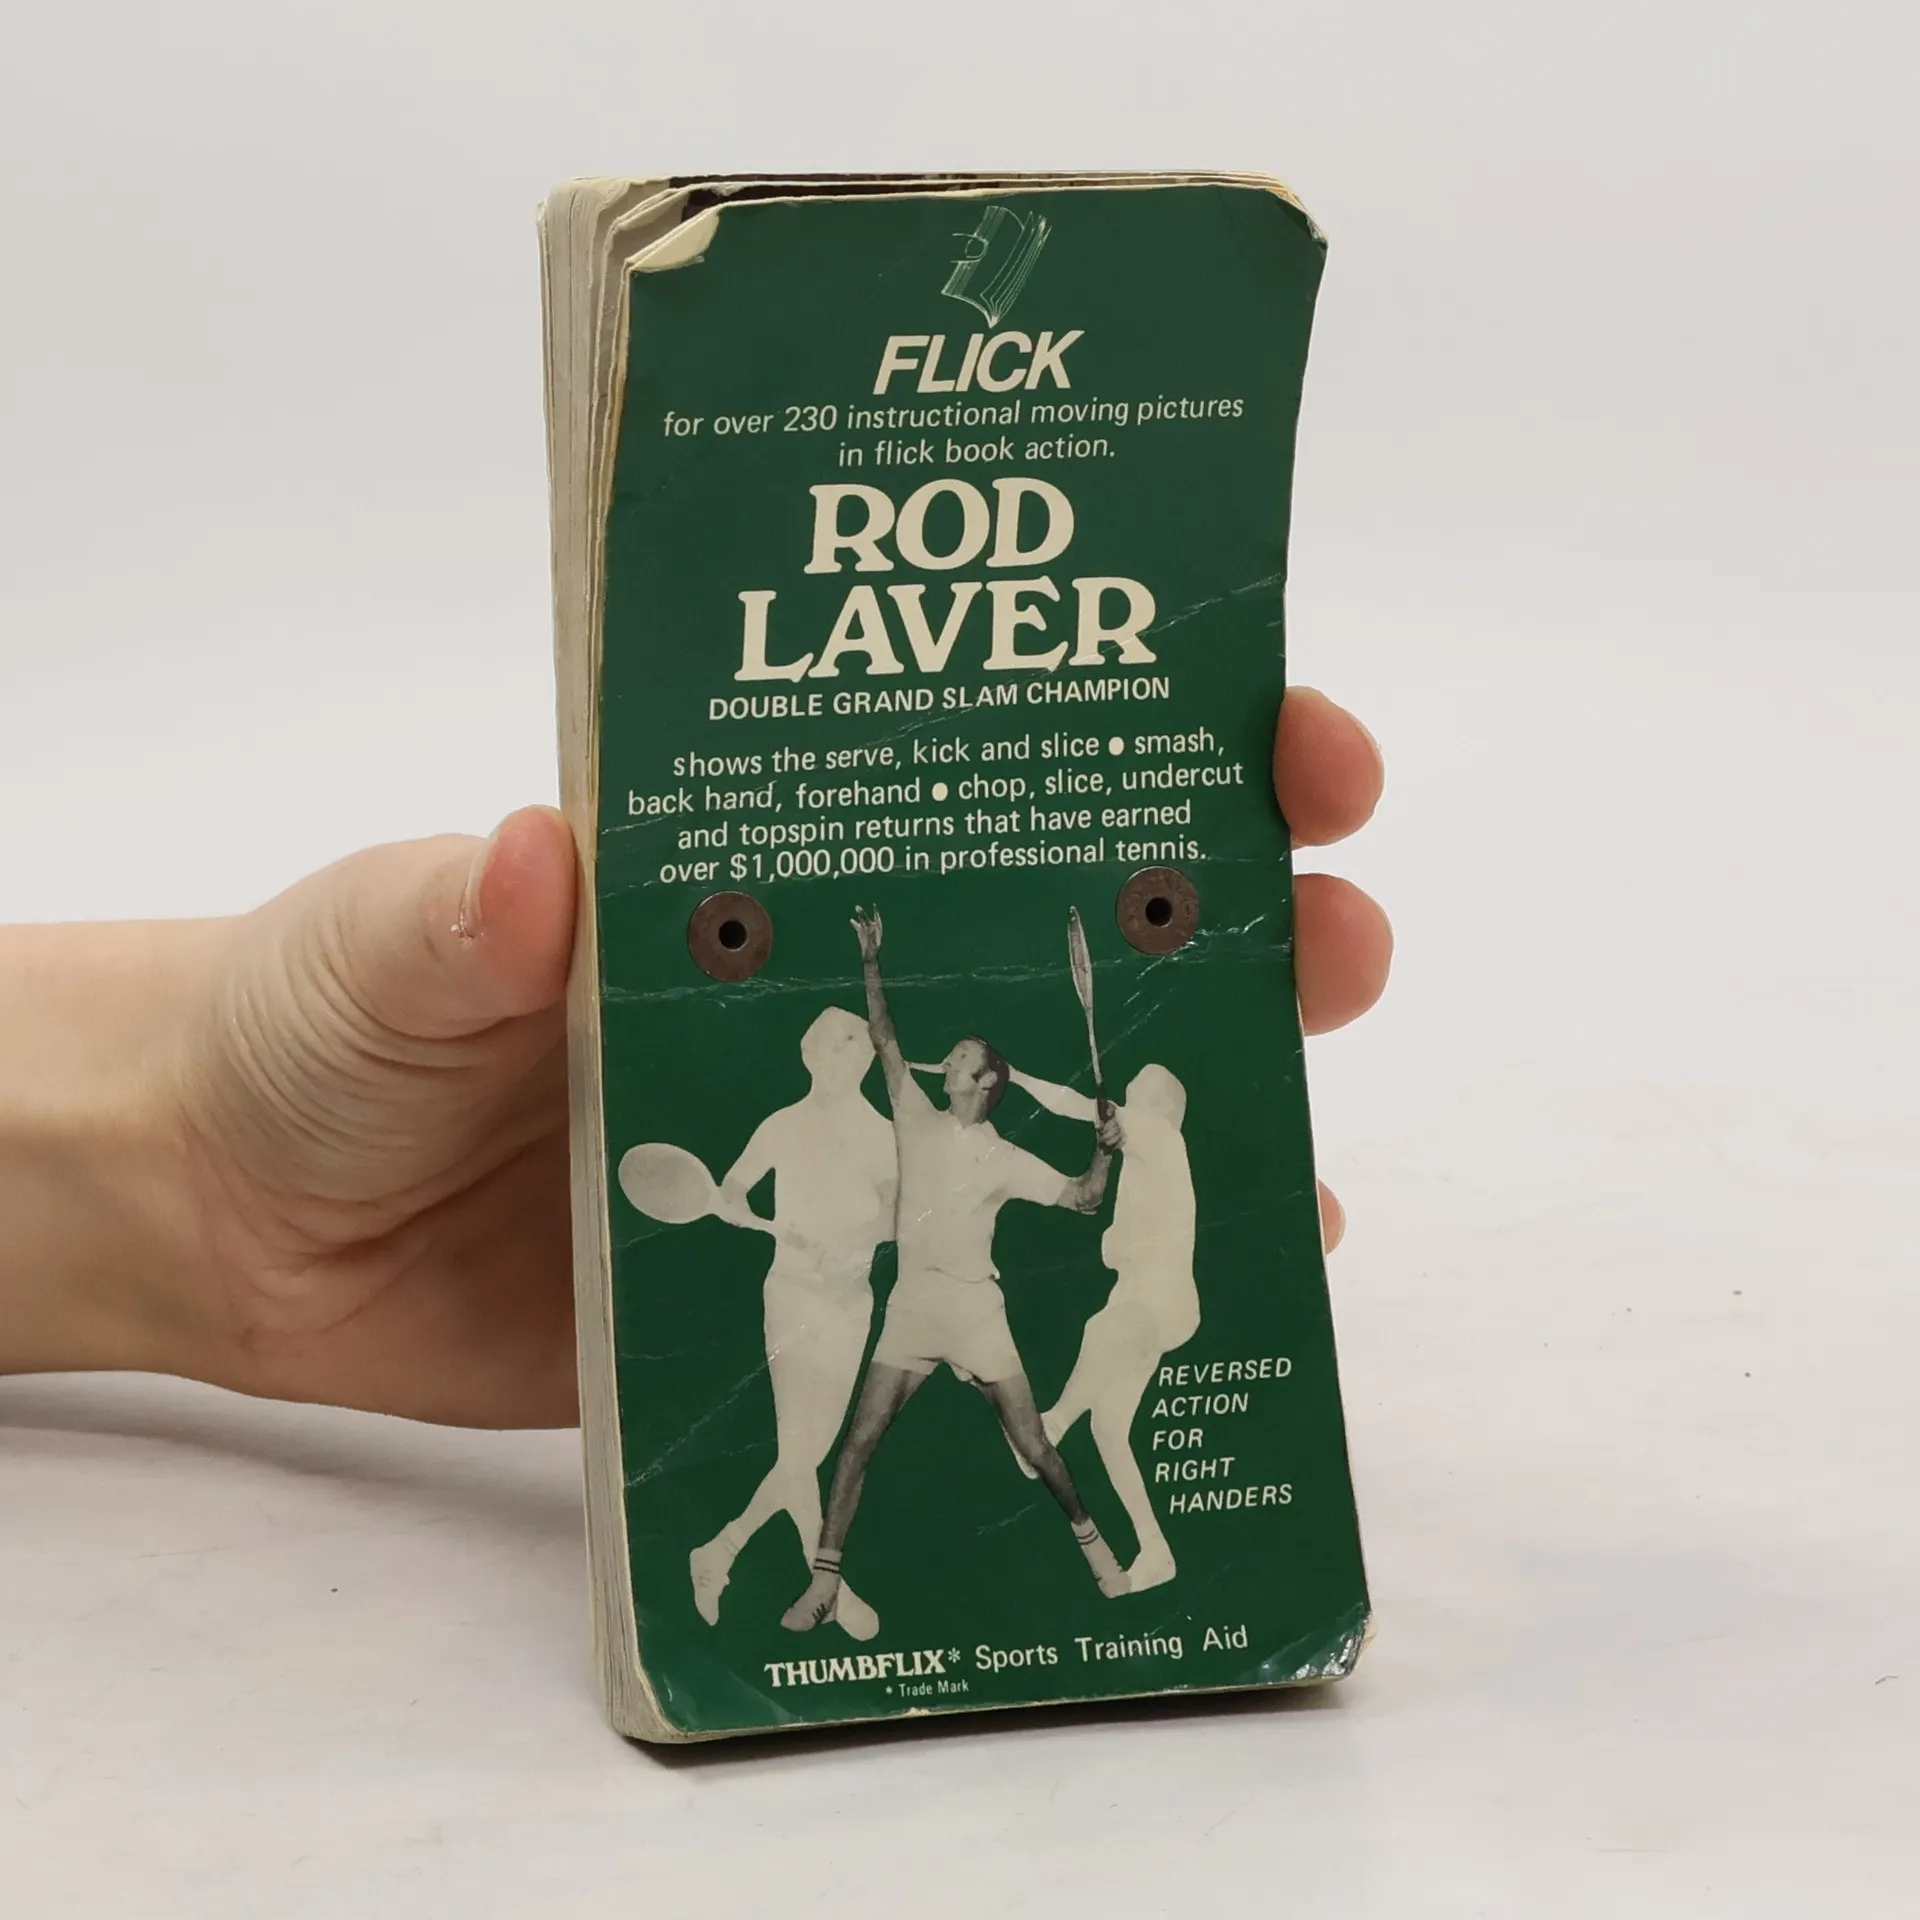 FLICK
for over 230 instructional moving pictures
in flick book action.
ROD
LAVER
DOUBLE GRAND SLAM CHAMPION
shows the serve, kick and slice ● smash,
back hand, forehand ● chop, slice, undercut
and topspin returns that have earned
over $1,000,000 in professional tennis.
REVERSED
ACTION
FOR
RIGHT
HANDERS
THUMBFLIX* Sports Training Aid
* Trade Mark